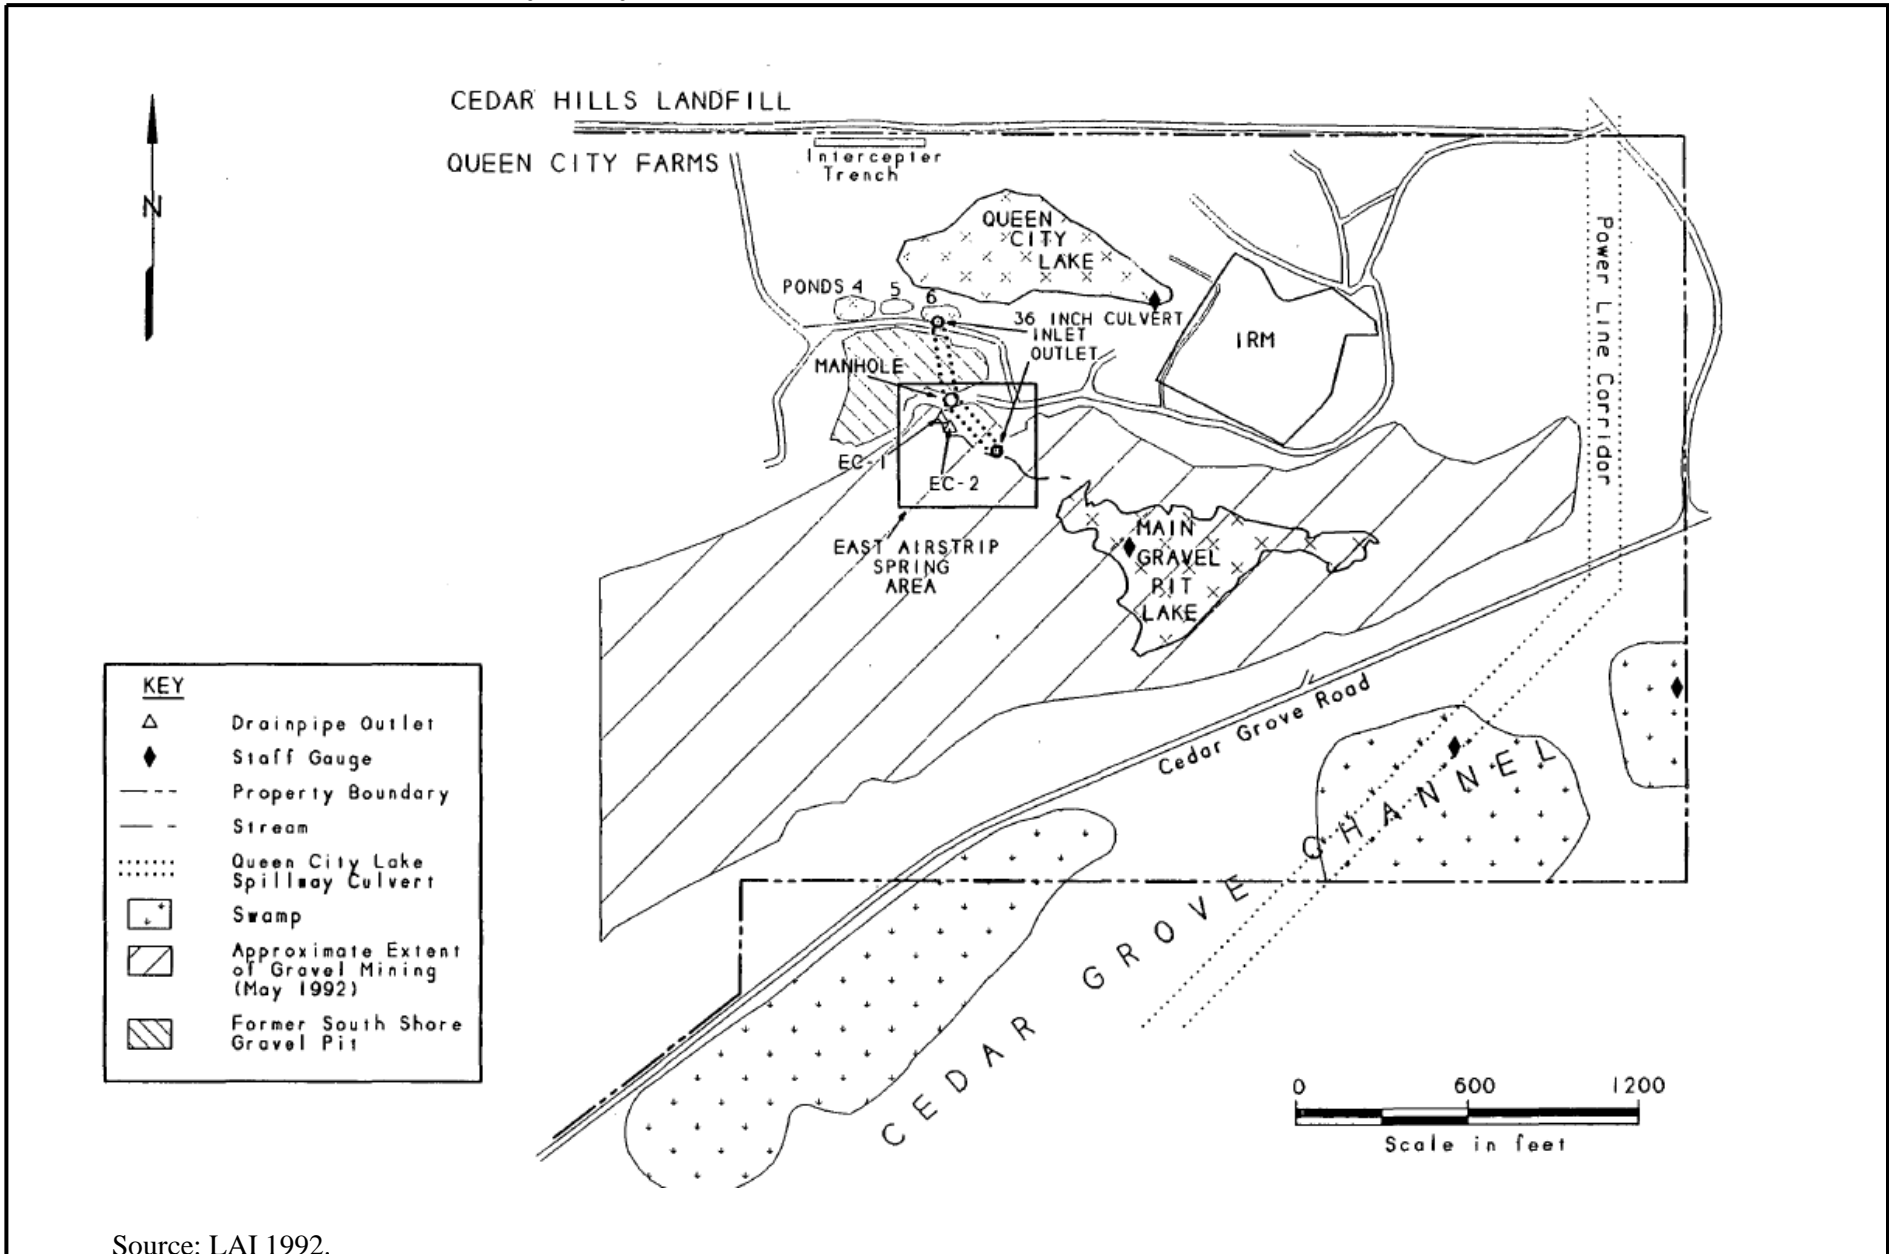 CEDAR HILLS LANDFILL
QUEEN CITY FARMS
Intercepter
Trench
N
QUEEN
CITY
LAKE
PONDS 4
5
6
36 INCH CULVERT
INLET
OUTLET
MANHOLE
IRM
Power Line Corridor
EC-1
EC-2
EAST AIRSTRIP
SPRING
AREA
MAIN
GRAVEL
PIT
LAKE
Cedar Grove Road
CEDAR GROVE CHANNEL
KEY
Drainpipe Outlet
Staff Gauge
Property Boundary
Stream
Queen City Lake
Spillway Culvert
Swamp
Approximate Extent
of Gravel Mining
(May 1992)
Former South Shore
Gravel Pit
0 600 1200
Scale in feet
Source: LAI 1992.